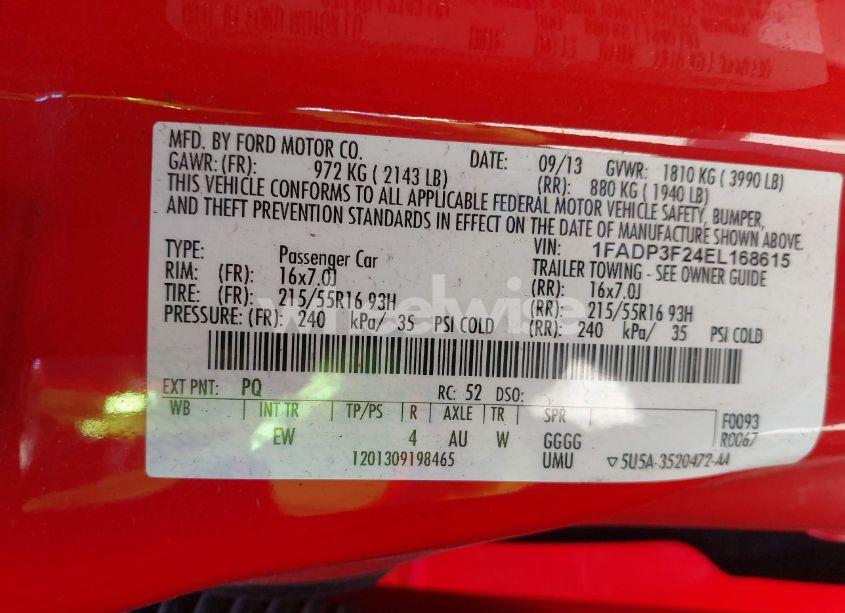 MFD. BY FORD MOTOR CO. DATE: 09/13 GVWR: 1810 KG ( 3990 LB)
GAWR: (FR): 972 KG ( 2143 LB) (RR): 880 KG ( 1940 LB)
THIS VEHICLE CONFORMS TO ALL APPLICABLE FEDERAL MOTOR VEHICLE SAFETY, BUMPER,
AND THEFT PREVENTION STANDARDS IN EFFECT ON THE DATE OF MANUFACTURE SHOWN ABOVE.
VIN: 1FADP3F24EL168615
TYPE: Passenger Car TRAILER TOWING - SEE OWNER GUIDE
RIM: (FR): 16x7.0J (RR): 16x7.0J
TIRE: (FR): 215/55R16 93H (RR): 215/55R16 93H
PRESSURE: (FR): 240 kPa/ 35 PSI COLD (RR): 240 kPa/ 35 PSI COLD
wheelwise
EXT PNT: PQ RC: 52 DSO:
WB INT TR TP/PS R AXLE TR SPR F0093
EW 4 AU W GGGG R0067
1201309198465 UMU ▽5U5A-3520472-AA